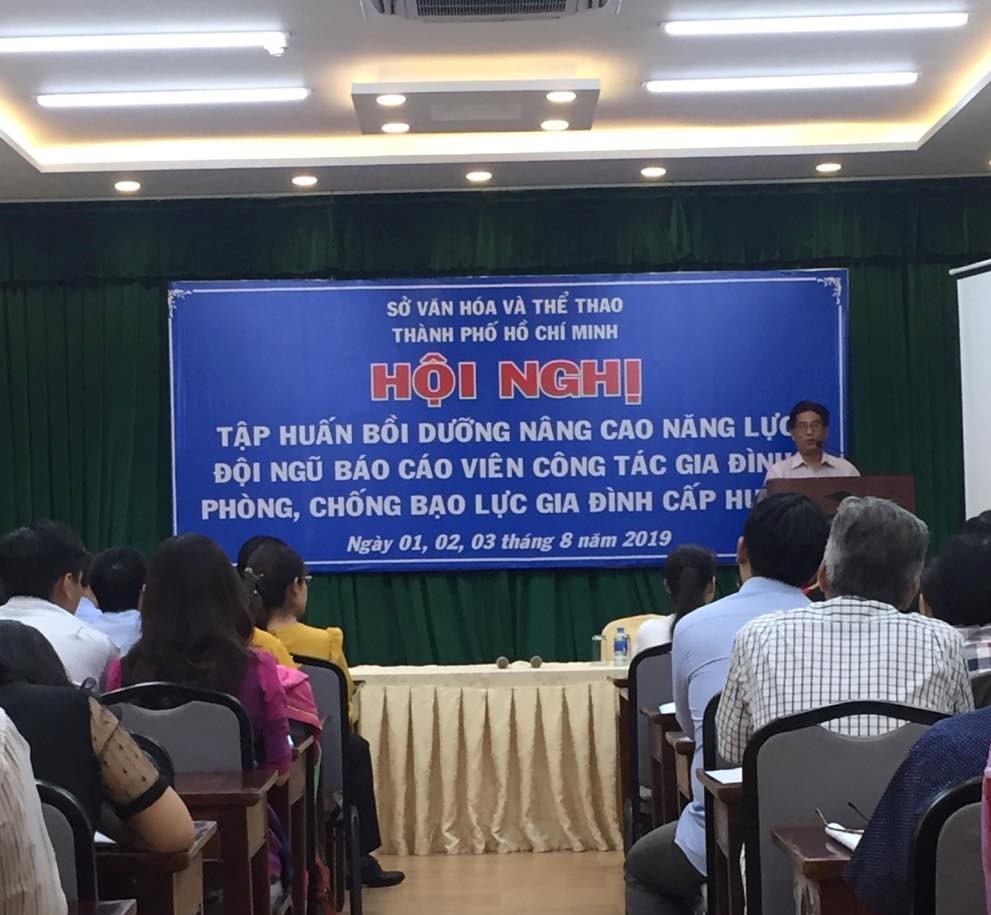 SỞ VĂN HÓA VÀ THỂ THAO
THÀNH PHỐ HỒ CHÍ MINH
HỘI NGHỊ
TẬP HUẤN BỒI DƯỠNG NÂNG CAO NĂNG LỰC
ĐỘI NGŨ BÁO CÁO VIÊN CÔNG TÁC GIA ĐÌNH
PHÒNG, CHỐNG BẠO LỰC GIA ĐÌNH CẤP
Ngày 01, 02, 03 tháng 8 năm 2019